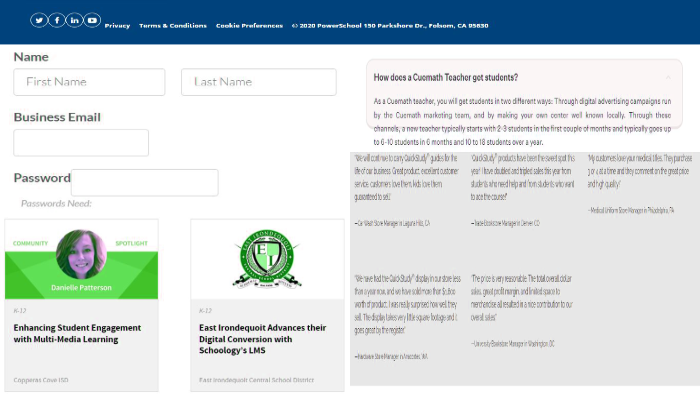 Privacy Terms & Conditions Cookie Preferences © 2020 PowerSchool 150 Parkshore Dr., Folsom, CA 95630
Name
First Name
Last Name
Business Email
Password
Passwords Need:
COMMUNITY SPOTLIGHT
Danielle Patterson
K-12
Enhancing Student Engagement
with Multi-Media Learning
Copperas Cove ISD
EAST IRONDEQUOIT
E I
K-12
East Irondequoit Advances their
Digital Conversion with
Schoology's LMS
East Irondequoit Central School District
How does a Cuemath Teacher get students?
As a Cuemath teacher, you will get students in two different ways: Through digital advertising campaigns run
by the Cuemath marketing team, and by making your own center well known locally. Through these
channels, a new teacher typically starts with 2-3 students in the first couple of months and typically goes up
to 6-10 students in 6 months and 10 to 18 students over a year.
"We will continue to carry QuickStudy® guides for the
life of our business. Great product, excellent customer
service, customers love them, kids love them,
guaranteed to sell."
—Car Wash Store Manager in Laguna Hills, CA
"QuickStudy® products have been the sweet spot this
year! I have doubled and tripled sales this year from
students who need help and from students who want
to ace the course!"
—Trade Bookstore Manager in Denver, CO
"My customers love your medical titles. They purchase
3 or 4 at a time and they comment on the great price
and high quality."
– Medical Uniform Store Manager in Philadelphia, PA
"We have had the QuickStudy® display in our store less
than a year now, and we have sold more than $1,800
worth of product. I was really surprised how well they
sell. The display takes very little square footage and it
goes great by the register."
—Hardware Store Manager in Anacortes, WA
"The price is very reasonable. The total overall dollar
sales, great profit margin, and limited space to
merchandise all resulted in a nice contribution to our
overall sales."
—University Bookstore Manager in Washington, DC